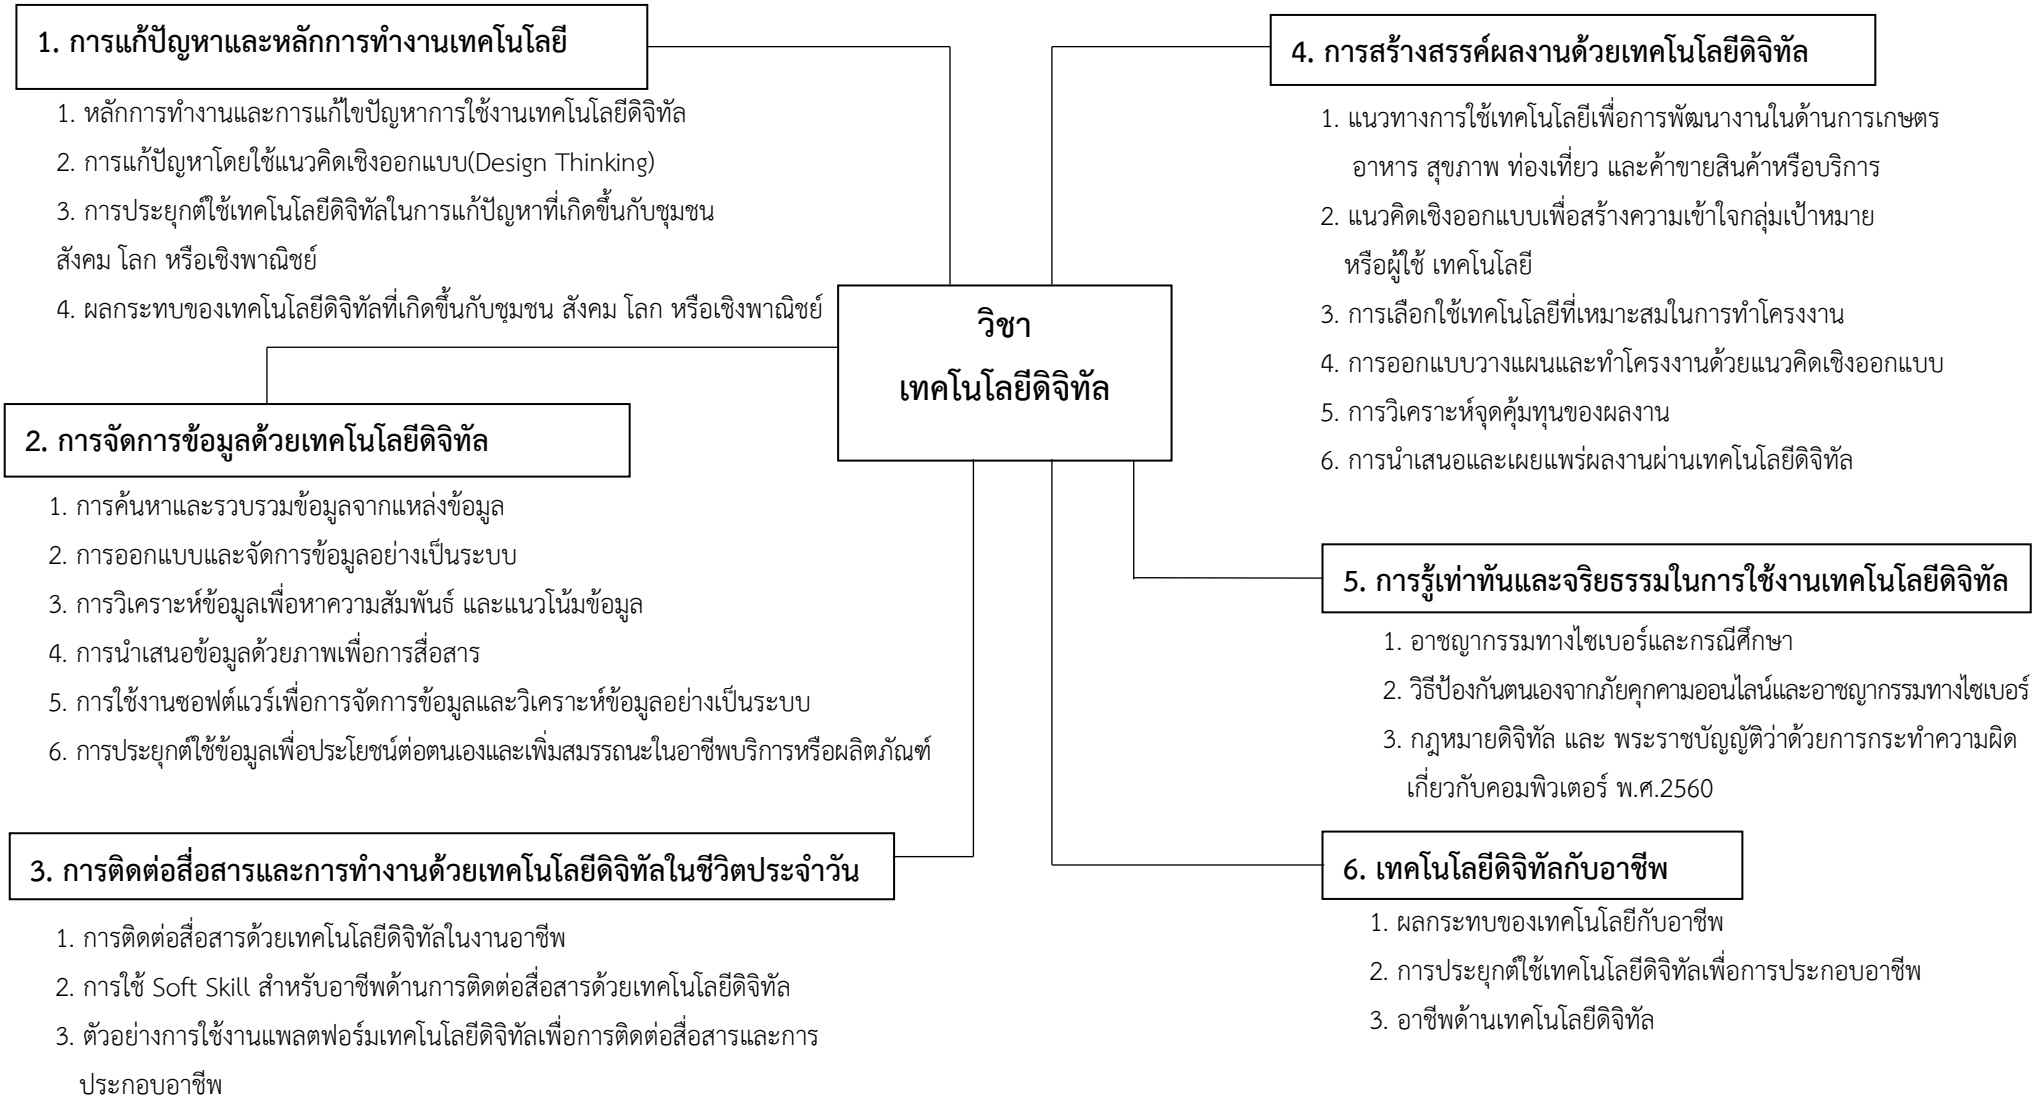 1. การแก้ปัญหาและหลักการทำงานเทคโนโลยี
1. หลักการทำงานและการแก้ไขปัญหาการใช้งานเทคโนโลยีดิจิทัล
2. การแก้ปัญหาโดยใช้แนวคิดเชิงออกแบบ(Design Thinking)
3. การประยุกต์ใช้เทคโนโลยีดิจิทัลในการแก้ปัญหาที่เกิดขึ้นกับชุมชน
สังคม โลก หรือเชิงพาณิชย์
4. ผลกระทบของเทคโนโลยีดิจิทัลที่เกิดขึ้นกับชุมชน สังคม โลก หรือเชิงพาณิชย์
วิชา
เทคโนโลยีดิจิทัล
2. การจัดการข้อมูลด้วยเทคโนโลยีดิจิทัล
1. การค้นหาและรวบรวมข้อมูลจากแหล่งข้อมูล
2. การออกแบบและจัดการข้อมูลอย่างเป็นระบบ
3. การวิเคราะห์ข้อมูลเพื่อหาความสัมพันธ์ และแนวโน้มข้อมูล
4. การนำเสนอข้อมูลด้วยภาพเพื่อการสื่อสาร
5. การใช้งานซอฟต์แวร์เพื่อการจัดการข้อมูลและวิเคราะห์ข้อมูลอย่างเป็นระบบ
6. การประยุกต์ใช้ข้อมูลเพื่อประโยชน์ต่อตนเองและเพิ่มสมรรถนะในอาชีพบริการหรือผลิตภัณฑ์
3. การติดต่อสื่อสารและการทำงานด้วยเทคโนโลยีดิจิทัลในชีวิตประจำวัน
1. การติดต่อสื่อสารด้วยเทคโนโลยีดิจิทัลในงานอาชีพ
2. การใช้ Soft Skill สำหรับอาชีพด้านการติดต่อสื่อสารด้วยเทคโนโลยีดิจิทัล
3. ตัวอย่างการใช้งานแพลตฟอร์มเทคโนโลยีดิจิทัลเพื่อการติดต่อสื่อสารและการ
ประกอบอาชีพ
4. การสร้างสรรค์ผลงานด้วยเทคโนโลยีดิจิทัล
1. แนวทางการใช้เทคโนโลยีเพื่อการพัฒนางานในด้านการเกษตร
อาหาร สุขภาพ ท่องเที่ยว และค้าขายสินค้าหรือบริการ
2. แนวคิดเชิงออกแบบเพื่อสร้างความเข้าใจกลุ่มเป้าหมาย
หรือผู้ใช้ เทคโนโลยี
3. การเลือกใช้เทคโนโลยีที่เหมาะสมในการทำโครงงาน
4. การออกแบบวางแผนและทำโครงงานด้วยแนวคิดเชิงออกแบบ
5. การวิเคราะห์จุดคุ้มทุนของผลงาน
6. การนำเสนอและเผยแพร่ผลงานผ่านเทคโนโลยีดิจิทัล
5. การรู้เท่าทันและจริยธรรมในการใช้งานเทคโนโลยีดิจิทัล
1. อาชญากรรมทางไซเบอร์และกรณีศึกษา
2. วิธีป้องกันตนเองจากภัยคุกคามออนไลน์และอาชญากรรมทางไซเบอร์
3. กฎหมายดิจิทัล และ พระราชบัญญัติว่าด้วยการกระทำความผิด
เกี่ยวกับคอมพิวเตอร์ พ.ศ.2560
6. เทคโนโลยีดิจิทัลกับอาชีพ
1. ผลกระทบของเทคโนโลยีกับอาชีพ
2. การประยุกต์ใช้เทคโนโลยีดิจิทัลเพื่อการประกอบอาชีพ
3. อาชีพด้านเทคโนโลยีดิจิทัล